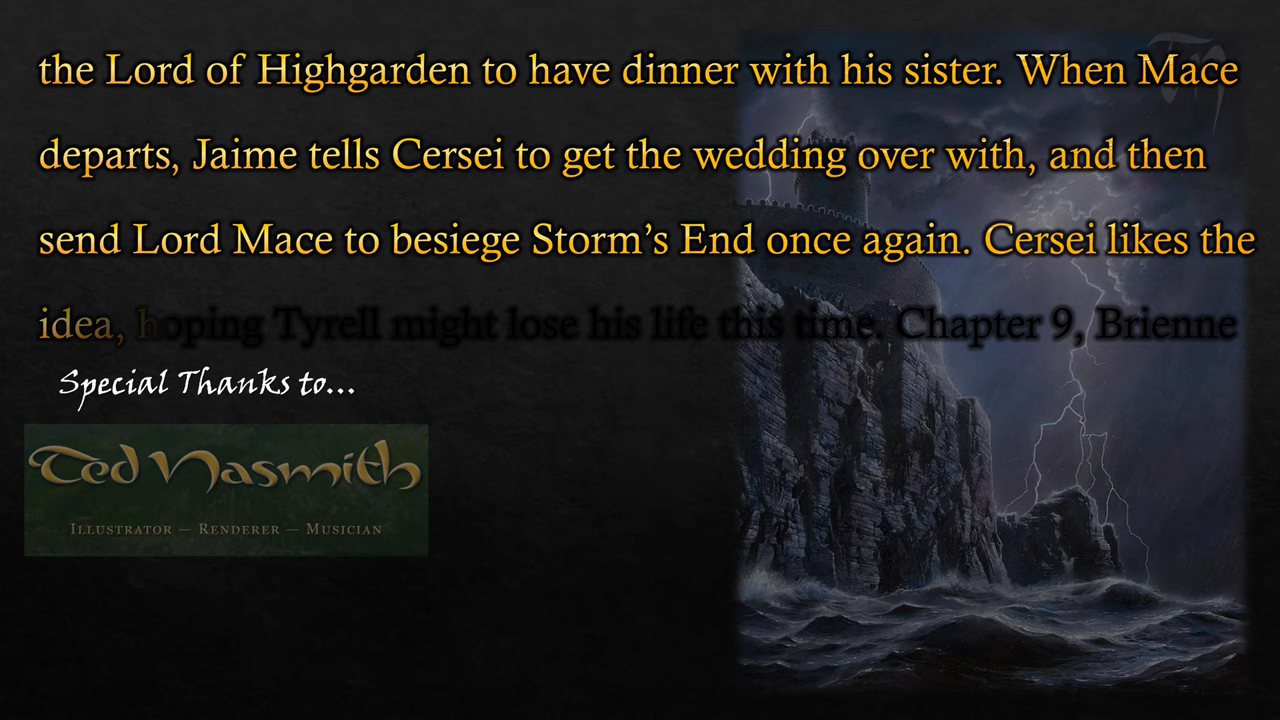 the Lord of Highgarden to have dinner with his sister. When Mace
departs, Jaime tells Cersei to get the wedding over with, and then
send Lord Mace to besiege Storm’s End once again. Cersei likes the
idea, hoping Tyrell might lose his life this time. Chapter 9, Brienne
Special Thanks to...
Ted Nasmith
Illustrator — Renderer — Musician
TN